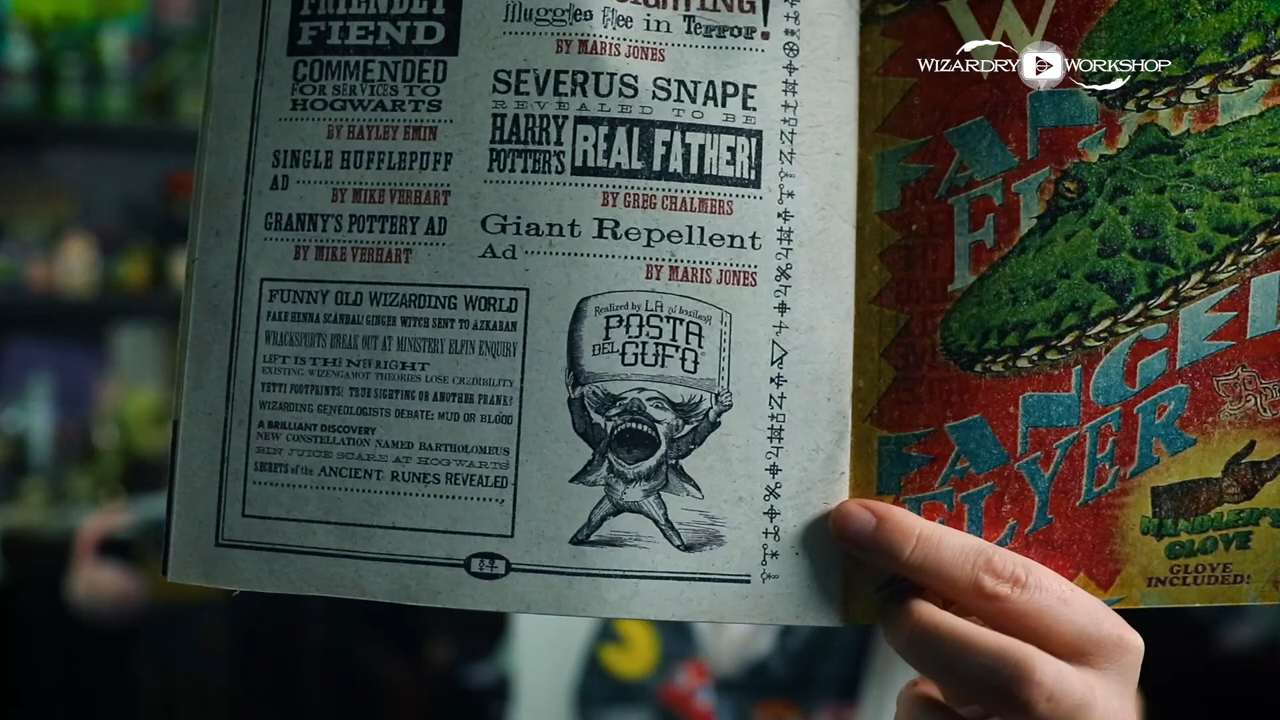 FRIENDLY
FIEND
COMMENDED
FOR SERVICES TO
HOGWARTS
BY HAYLEY EMIN
SINGLE HUFFLEPUFF
AD
BY MIKE VERHART
GRANNY'S POTTERY AD
BY MIKE VERHART
Muggles Flee in Terror!
BY MARIS JONES
SEVERUS SNAPE
REVEALED TO BE
HARRY
POTTER'S
REAL FATHER!
BY GREG CHALMERS
Giant Repellent
Ad
BY MARIS JONES
FUNNY OLD WIZARDING WORLD
FAKE HENNA SCANDAL! GINGER WITCH SENT TO AZKABAN
WRACKSPURTS BREAK OUT AT MINISTERY ELFIN ENQUIRY
LEFT IS THE NEW RIGHT
EXISTING WIZENGAMOT THEORIES LOSE CREDIBILITY
YETTI FOOTPRINTS! TRUE SIGHTING OR ANOTHER PRANK?
WIZARDING GENEOLOGISTS DEBATE: MUD OR BLOOD
A BRILLIANT DISCOVERY
NEW CONSTELLATION NAMED BARTHOLOMEUS
BIN JUICE SCARE AT HOGWARTS
SECRETS of the ANCIENT RUNES REVEALED
Realized by LA
POSTA
DEL GUFO
WIZARDRY WORKSHOP
W
FANGED
FLYER
HANDLER'S
GLOVE
GLOVE
INCLUDED!